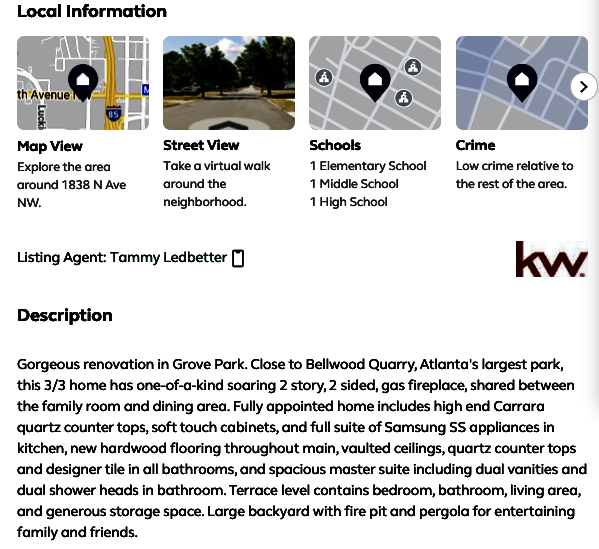 Local Information
th Avenue
Lucki
85
M
Map View
Explore the area
around 1838 N Ave
NW.
Street View
Take a virtual walk
around the
neighborhood.
Schools
1 Elementary School
1 Middle School
1 High School
Crime
Low crime relative to
the rest of the area.
Listing Agent: Tammy Ledbetter
kw.
Description
Gorgeous renovation in Grove Park. Close to Bellwood Quarry, Atlanta's largest park,
this 3/3 home has one-of-a-kind soaring 2 story, 2 sided, gas fireplace, shared between
the family room and dining area. Fully appointed home includes high end Carrara
quartz counter tops, soft touch cabinets, and full suite of Samsung SS appliances in
kitchen, new hardwood flooring throughout main, vaulted ceilings, quartz counter tops
and designer tile in all bathrooms, and spacious master suite including dual vanities and
dual shower heads in bathroom. Terrace level contains bedroom, bathroom, living area,
and generous storage space. Large backyard with fire pit and pergola for entertaining
family and friends.